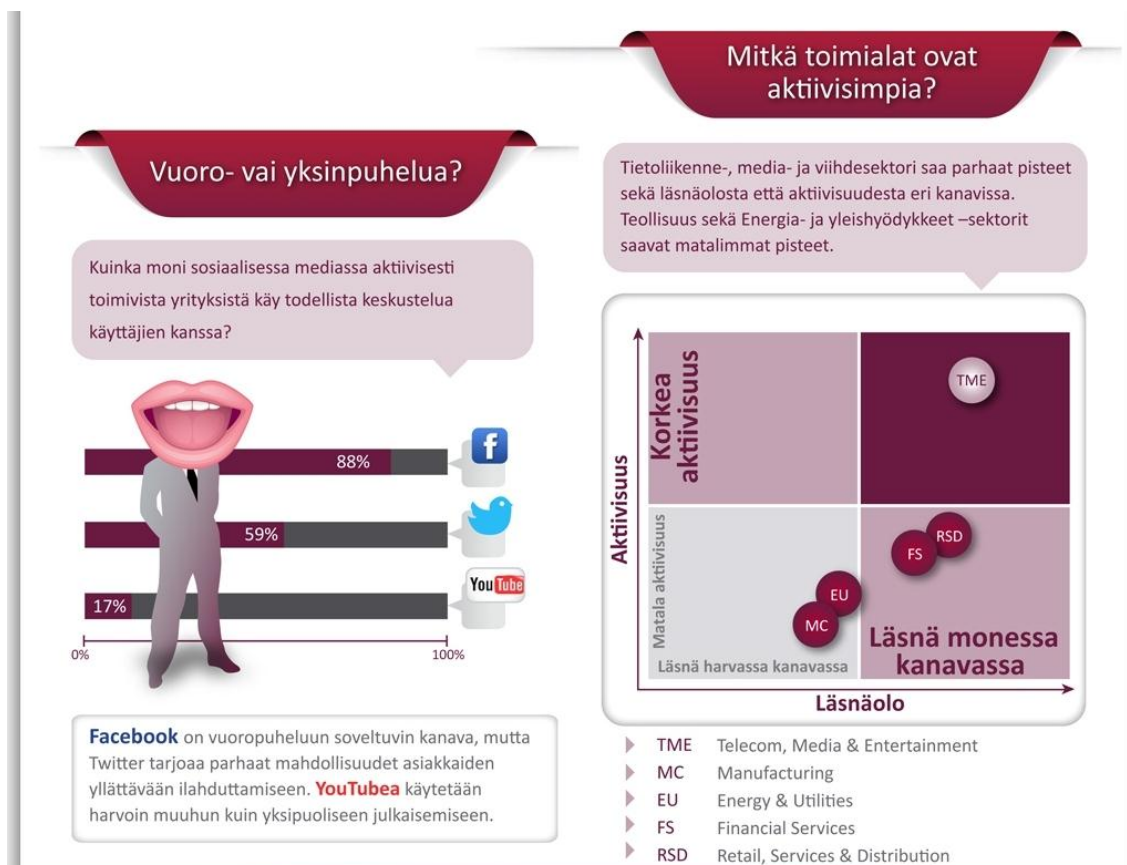 Vuoro- vai yksinpuhelua?
Kuinka moni sosiaalisessa mediassa aktiivisesti
toimivista yrityksistä käy todellista keskustelua
käyttäjien kanssa?
88%
f
59%
You Tube
17%
0%
100%
Facebook on vuoropuheluun soveltuvin kanava, mutta
Twitter tarjoaa parhaat mahdollisuudet asiakkaiden
yllättävään ilahduttamiseen. YouTubea käytetään
harvoin muuhun kuin yksipuoliseen julkaisemiseen.
Mitkä toimialat ovat
aktiivisimpia?
Tietoliikenne-, media- ja viihdesektori saa parhaat pisteet
sekä läsnäolosta että aktiivisuudesta eri kanavissa.
Teollisuus sekä Energia- ja yleishyödykkeet –sektorit
saavat matalimmat pisteet.
Aktiivisuus
Korkea
aktiivisuus
Matala aktiivisuus
TME
RSD
FS
EU
MC
Läsnä harvassa kanavassa
Läsnä monessa
kanavassa
Läsnäolo
TME Telecom, Media & Entertainment
MC Manufacturing
EU Energy & Utilities
FS Financial Services
RSD Retail, Services & Distribution